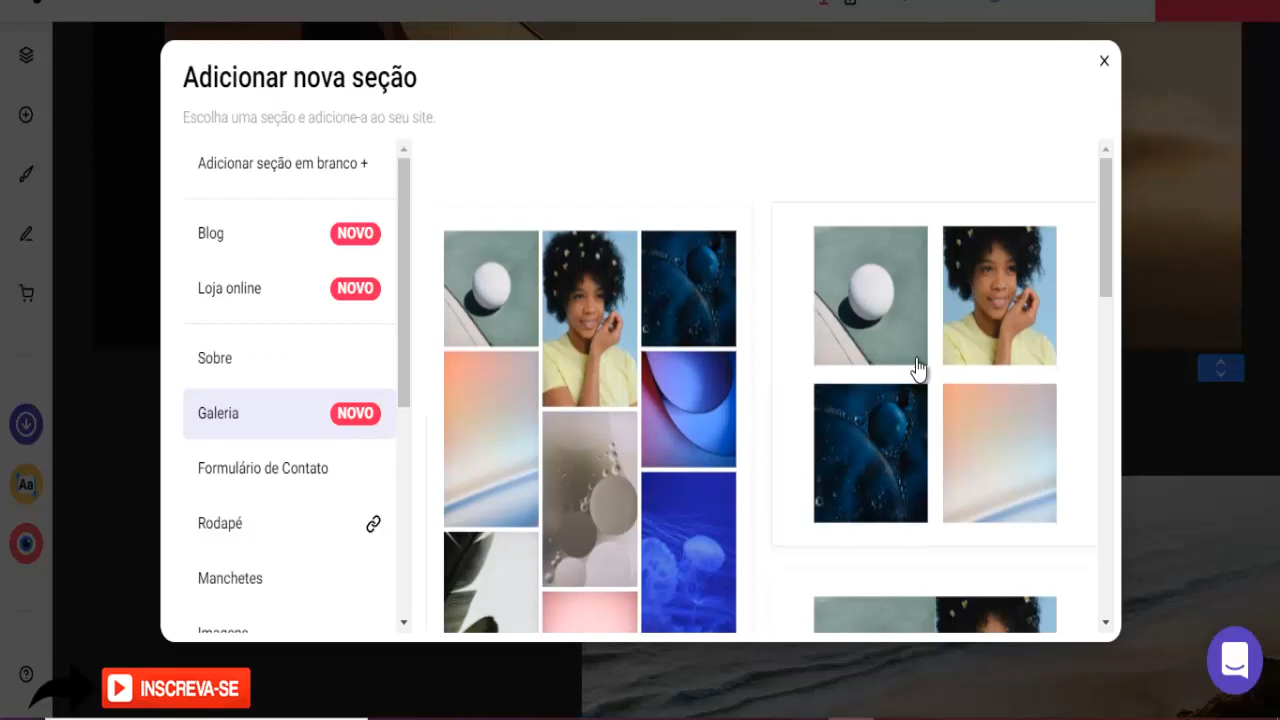 Adicionar nova seção
X
Escolha uma seção e adicione-a ao seu site.
Adicionar seção em branco +
Blog NOVO
Loja online NOVO
Sobre
Galeria NOVO
Formulário de Contato
Rodapé
Manchetes
Imagens
Aa
?
INSCREVA-SE